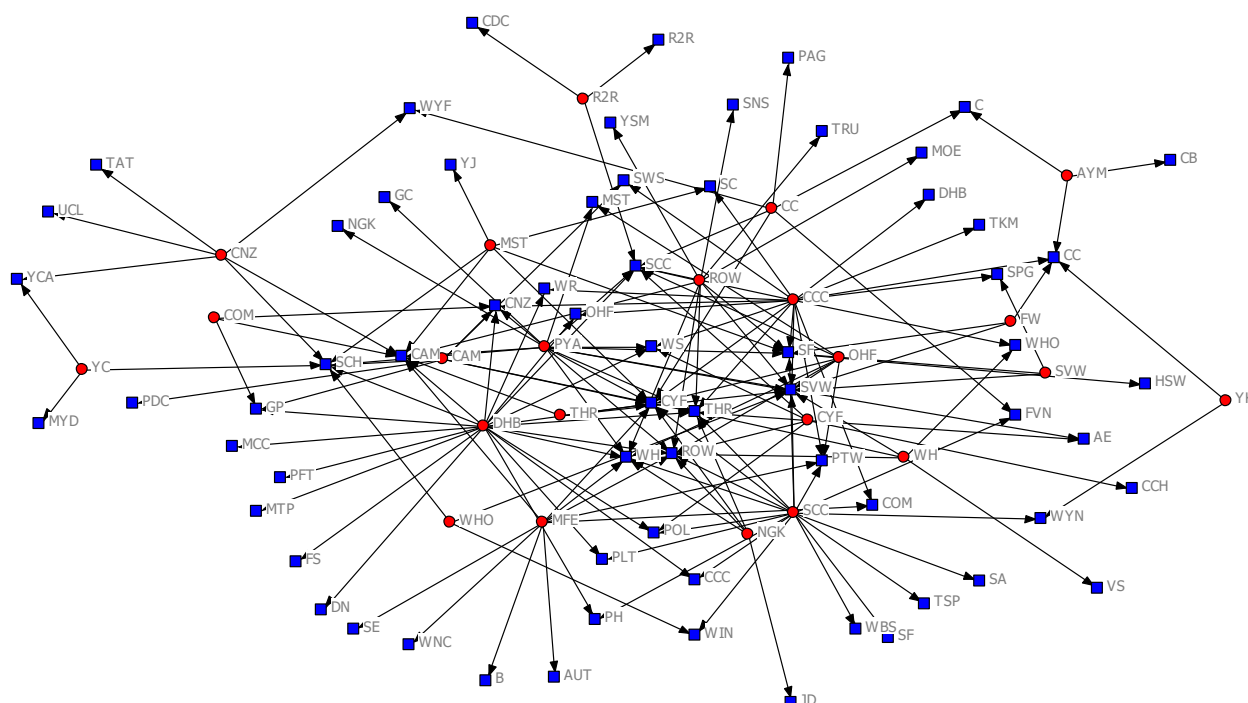 CDC
R2R
PAG
R2R
SNS
C
WYF
YSM
TRU
MOE
CB
TAT
YJ
SWS
SC
AYM
GC
MST
CC
DHB
UCL
NGK
TKM
CNZ
MST
CC
SCC
YCA
ROW
SPG
WR
CCC
CNZ
OHF
COM
FW
PYA
WS
SF
WHO
CAM
CAM
OHF
SCH
YC
SVW
HSW
SVW
PDC
CYF
GP
THR
THR
FVN
MYD
DHB
CYF
MCC
AE
WH
ROW
PTW
WH
PFT
CCH
MTP
COM
SCC
WHO
MFE
WYN
POL
NGK
FS
PLT
CCC
SA
VS
DN
TSP
PH
SE
WIN
WBS
SF
WNC
B
AUT